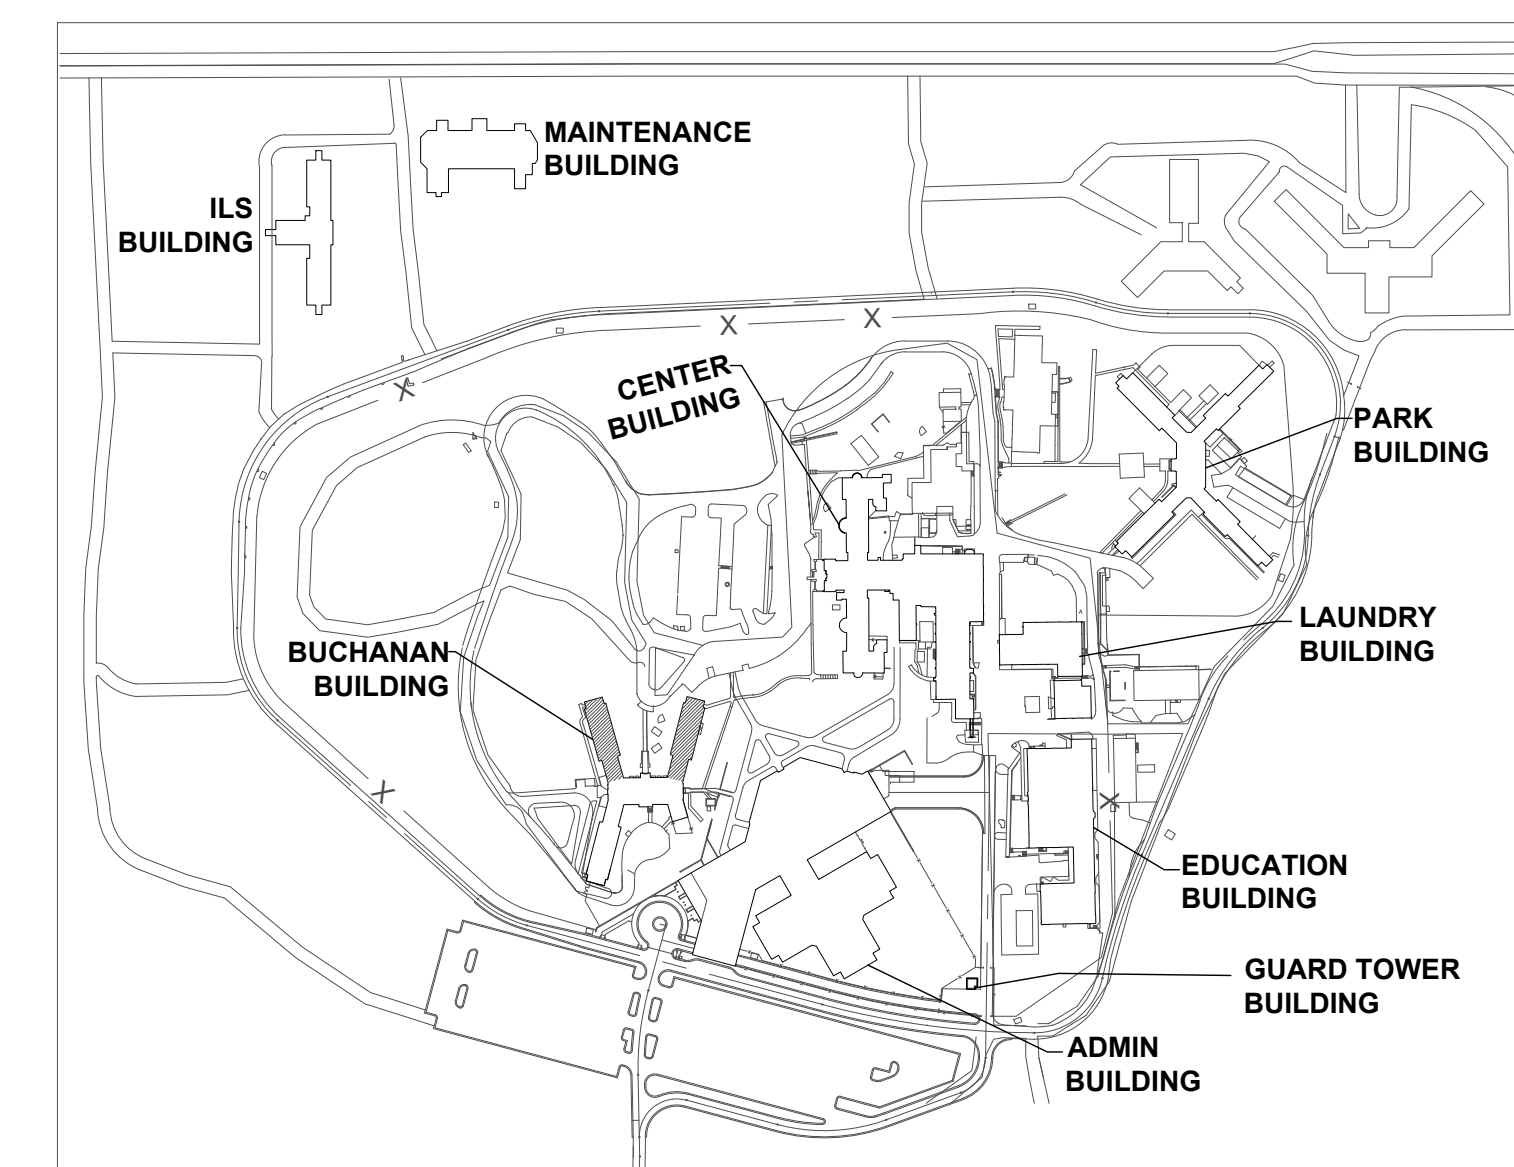 MAINTENANCE
BUILDING
ILS
BUILDING
CENTER
BUILDING
PARK
BUILDING
LAUNDRY
BUILDING
BUCHANAN
BUILDING
EDUCATION
BUILDING
GUARD TOWER
BUILDING
ADMIN
BUILDING